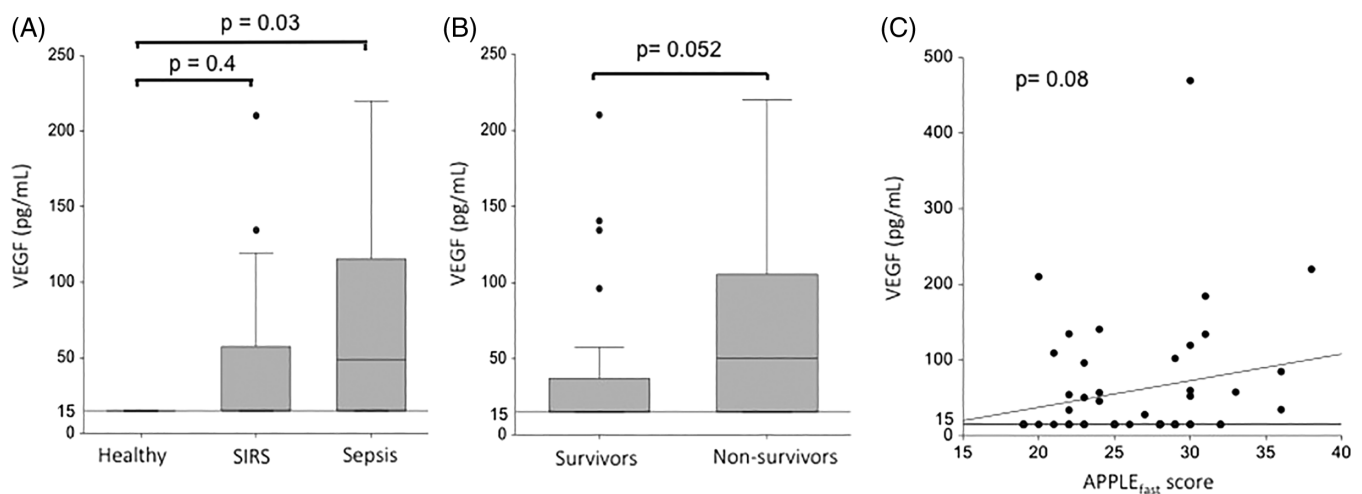 (A)
p = 0.03
p = 0.4
250
200
150
100
50
15
0
VEGF (pg/mL)
Healthy SIRS Sepsis
(B)
p= 0.052
250
200
150
100
50
15
0
VEGF (pg/mL)
Survivors Non-survivors
(C)
p= 0.08
500
400
300
200
100
15
0
VEGF (pg/mL)
15 20 25 30 35 40
APPLEfast score